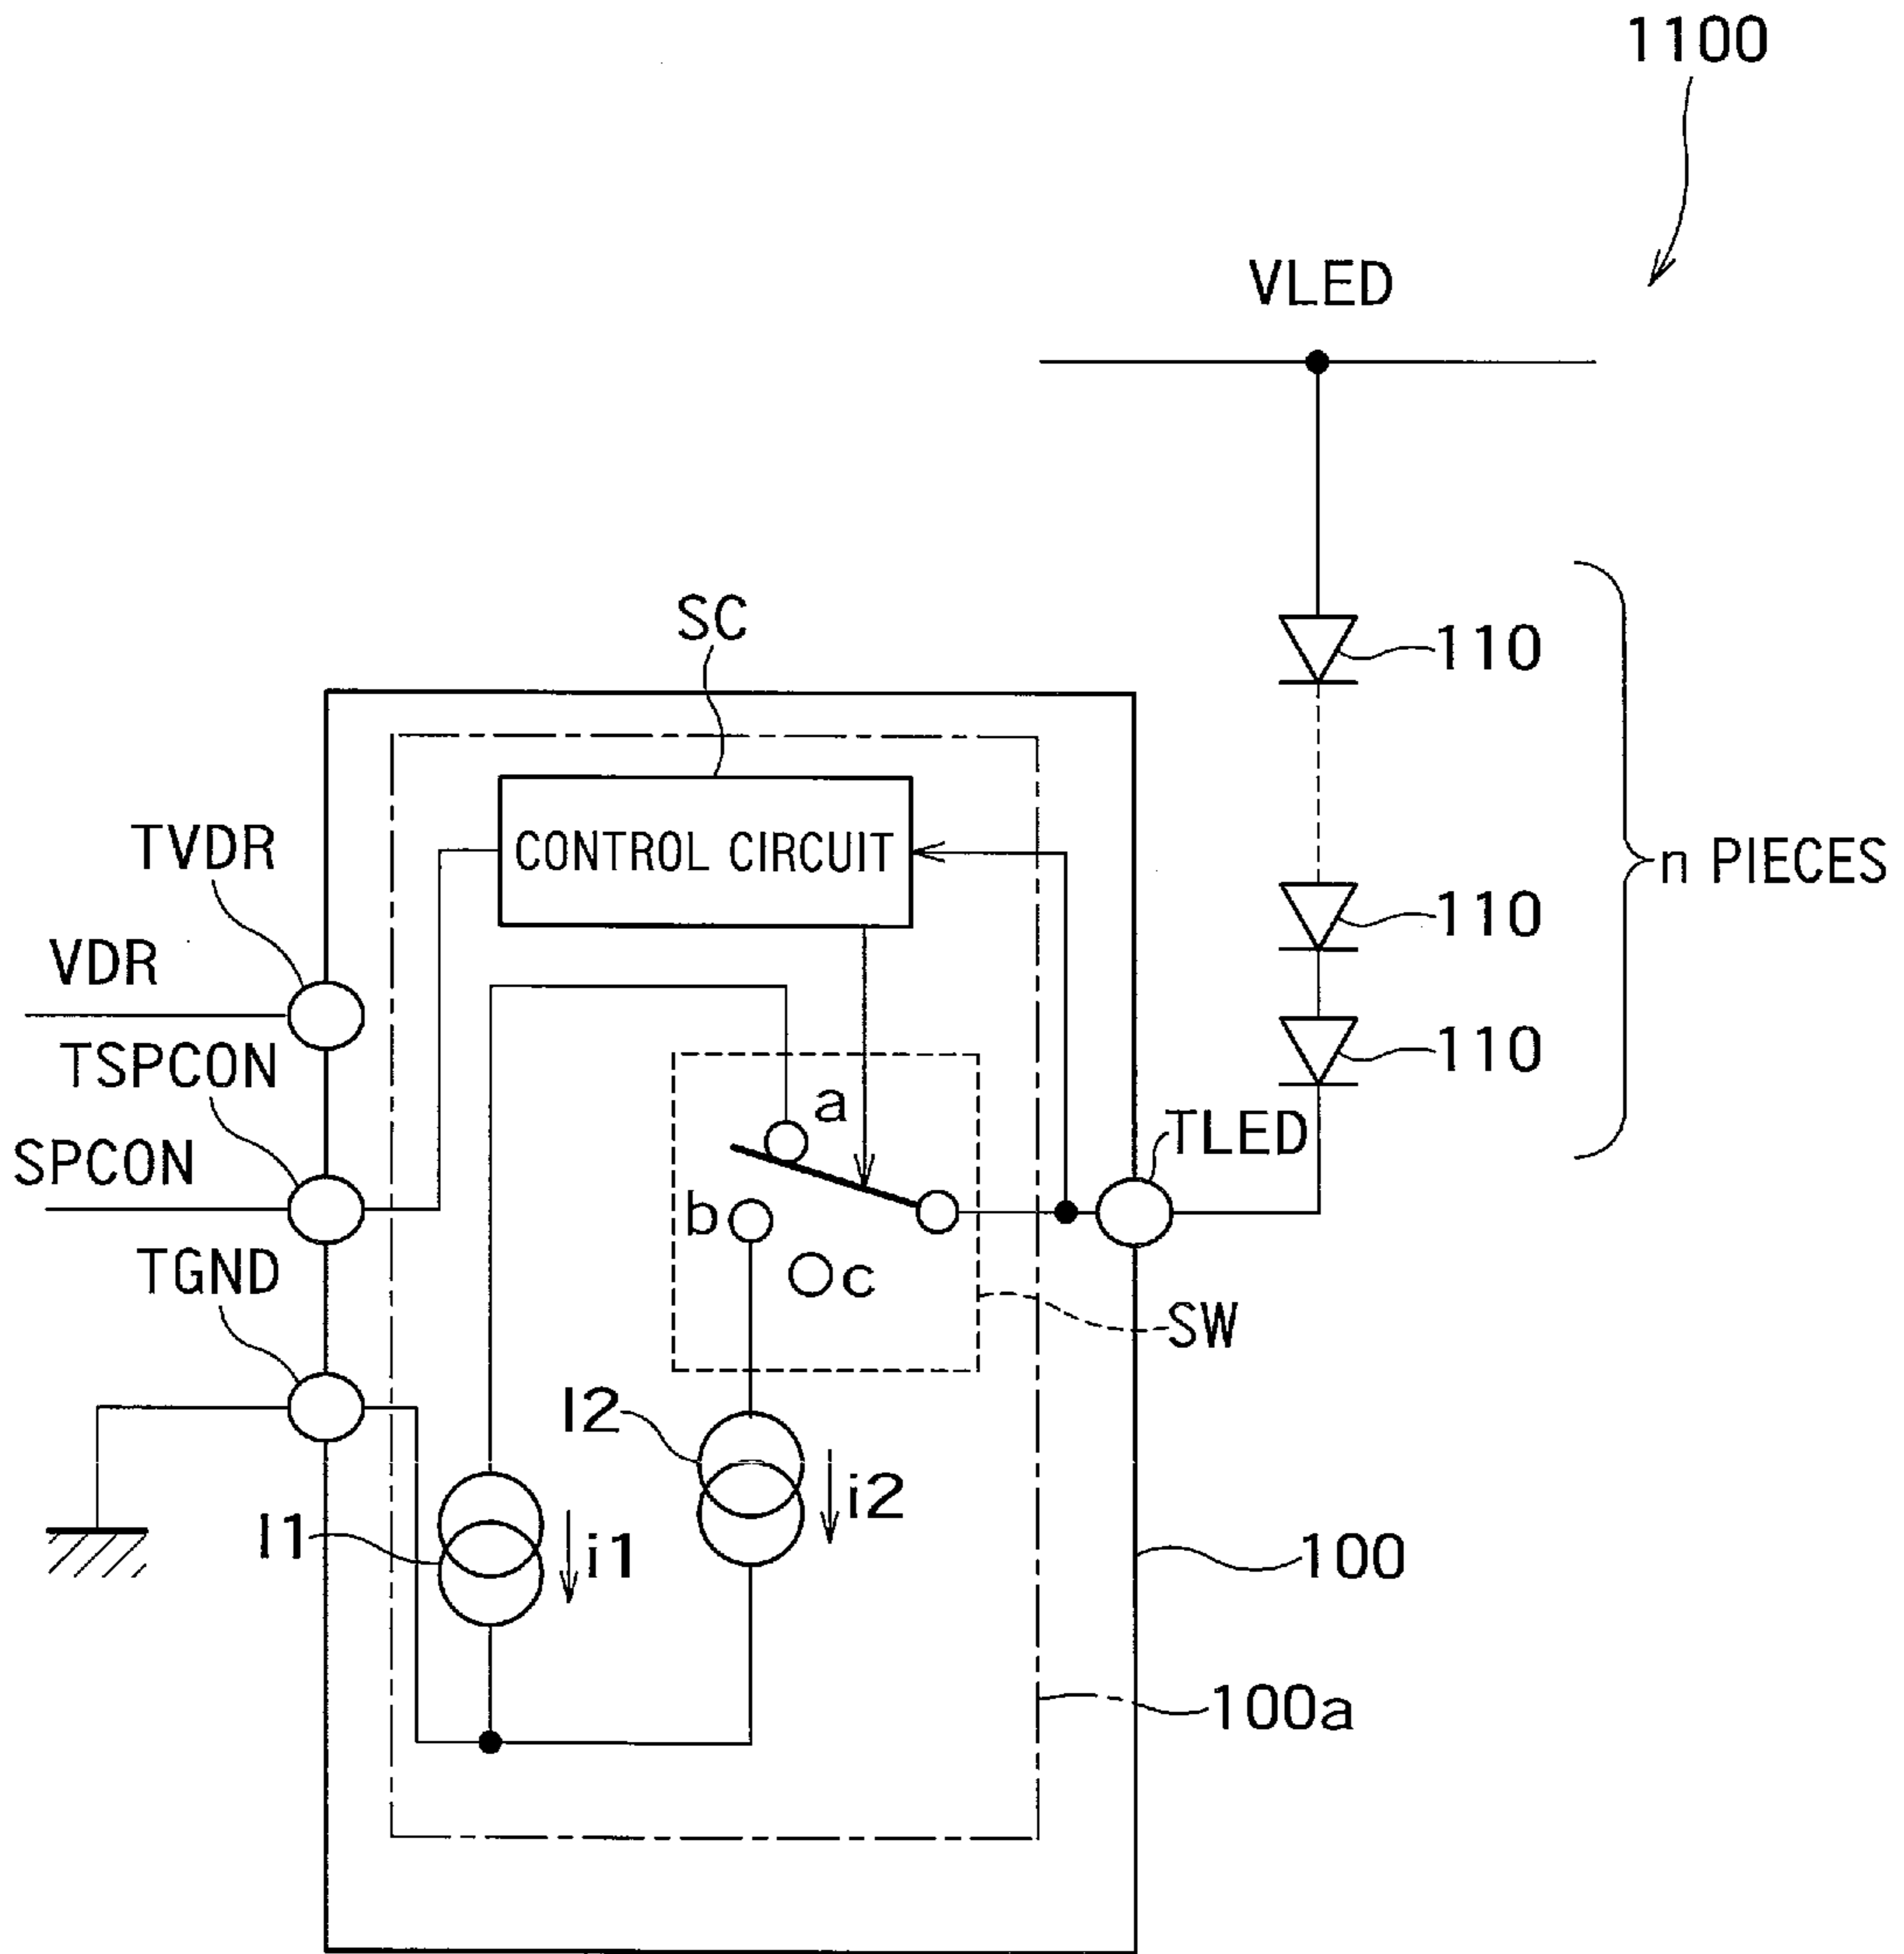 1100
VLED
SC
110
TVDR
CONTROL CIRCUIT
n PIECES
110
VDR
TSPCON
110
a
TLED
SPCON
b
TGND
c
SW
I2
i2
I1
i1
100
100a